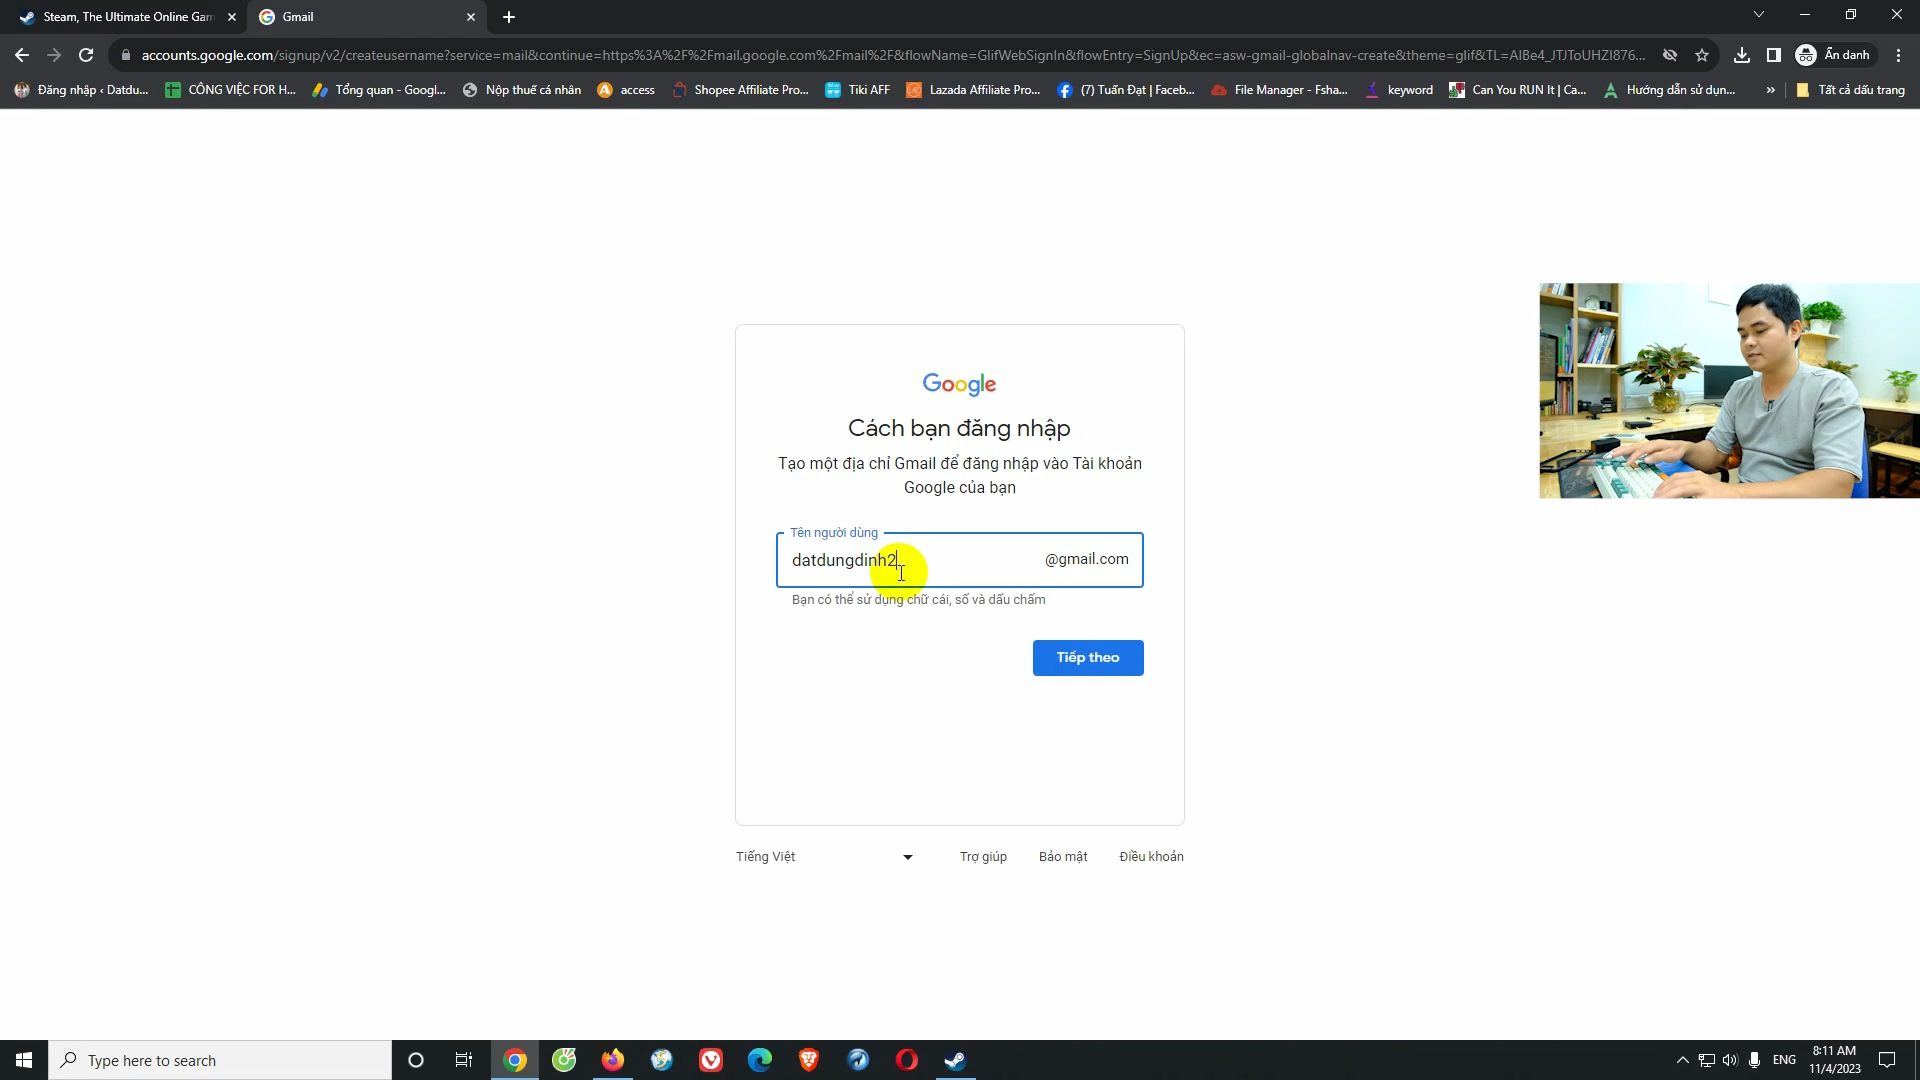 Steam, The Ultimate Online Gam
Gmail
accounts.google.com/signup/v2/createusername?service=mail&continue=https%3A%2F%2Fmail.google.com%2Fmail%2F&flowName=GlifWebSignIn&flowEntry=SignUp&ec=asw-gmail-globalnav-create&theme=glif&TL=AIBe4_JTJToUHZI876...
Ẩn danh
Đăng nhập ‹ Datdu...
CÔNG VIỆC FOR H...
Tổng quan - Googl...
Nộp thuế cá nhân
access
Shopee Affiliate Pro...
Tiki AFF
Lazada Affiliate Pro...
(7) Tuấn Đạt | Faceb...
File Manager - Fsha...
keyword
Can You RUN It | Ca...
Hướng dẫn sử dụn...
»
Tất cả dấu trang
Google
Cách bạn đăng nhập
Tạo một địa chỉ Gmail để đăng nhập vào Tài khoản
Google của bạn
Tên người dùng
datdungdinh2
@gmail.com
Bạn có thể sử dụng chữ cái, số và dấu chấm
Tiếp theo
Tiếng Việt
Trợ giúp
Bảo mật
Điều khoản
Type here to search
ENG
8:11 AM
11/4/2023